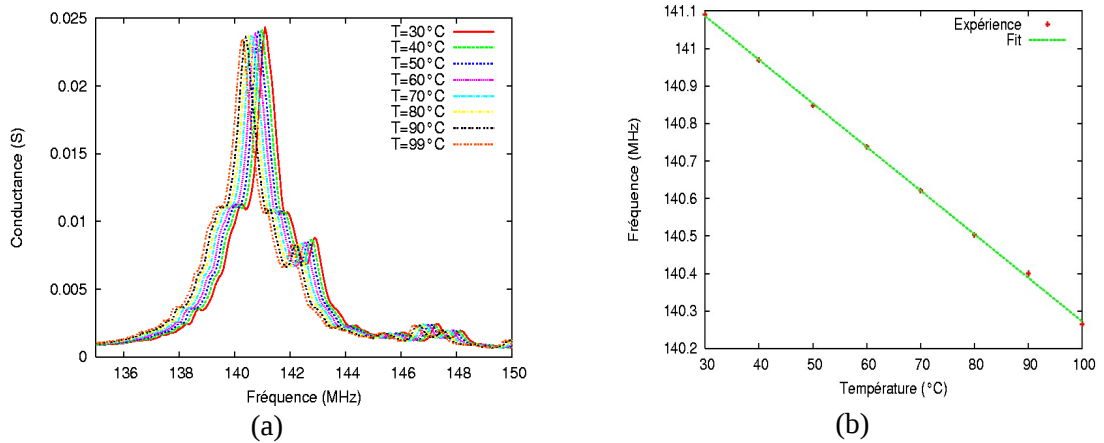 0.025
0.02
0.015
0.01
0.005
0
Conductance (S)
136 138 140 142 144 146 148 150
Fréquence (MHz)
T=30°C
T=40°C
T=50°C
T=60°C
T=70°C
T=80°C
T=90°C
T=99°C
(a)
141.1
141
140.9
140.8
140.7
140.6
140.5
140.4
140.3
140.2
Fréquence (MHz)
30 40 50 60 70 80 90 100
Température (°C)
Expérience
Fit
(b)